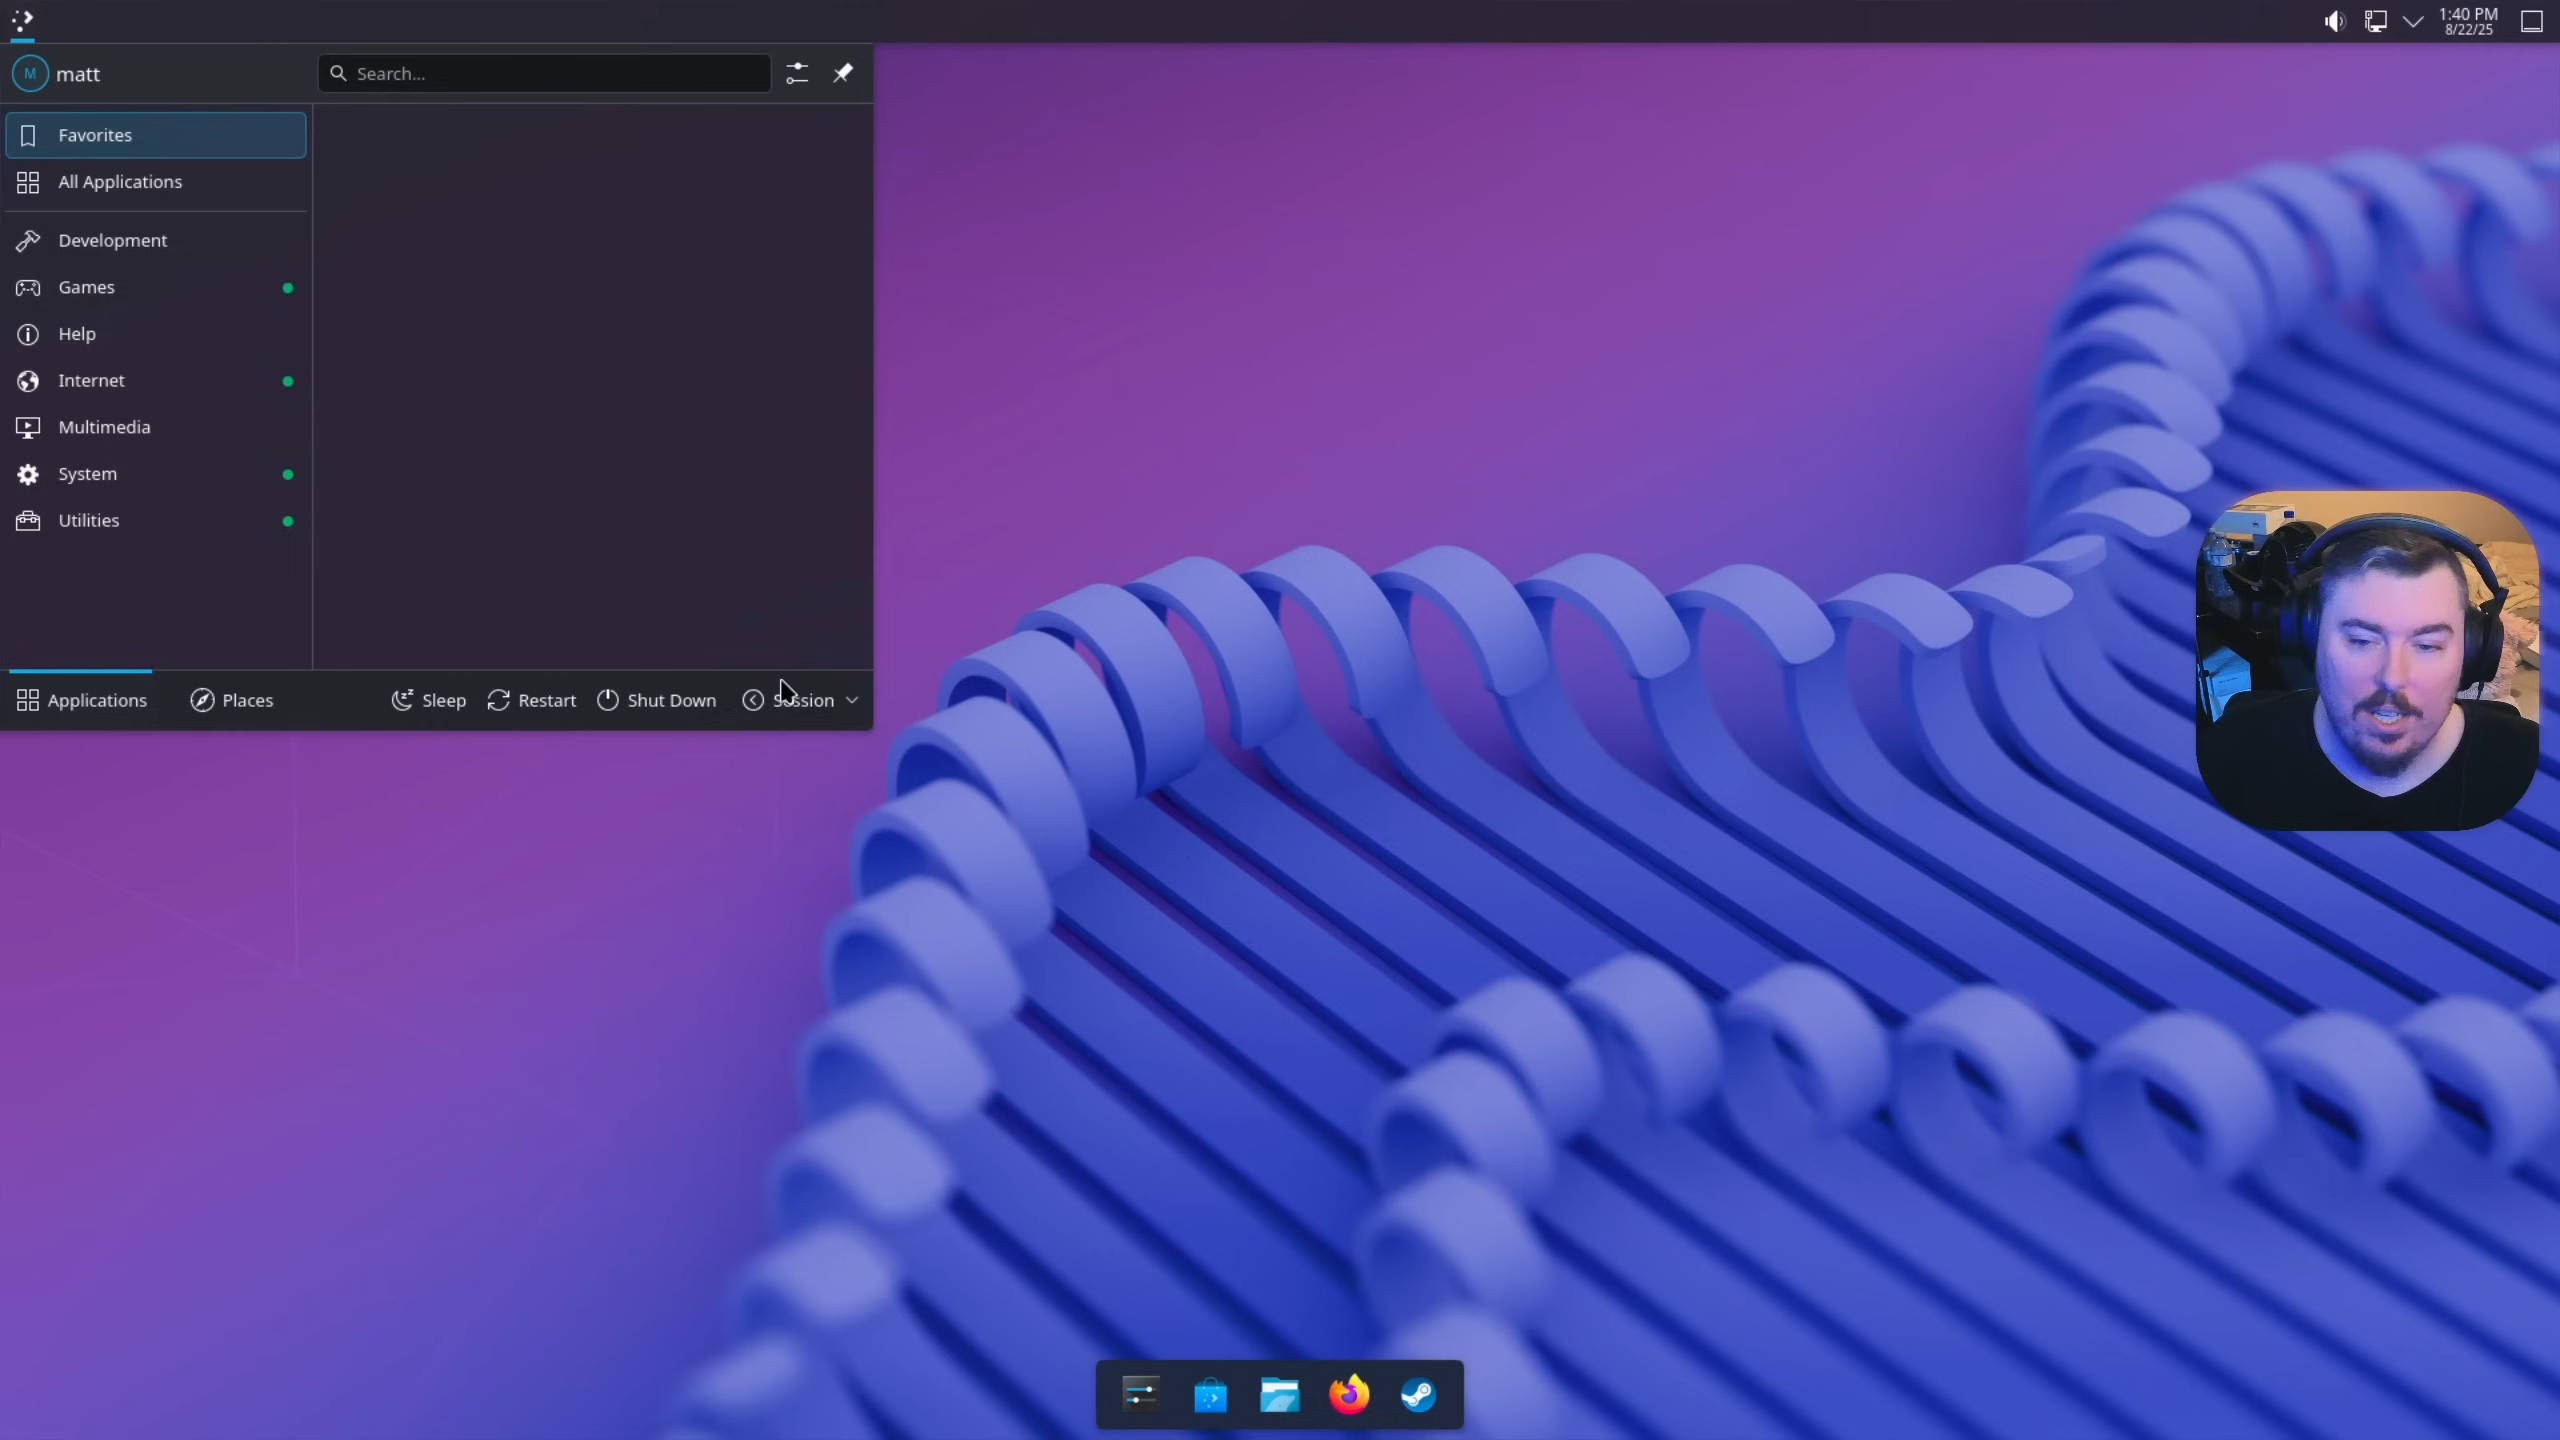 1:40 PM
8/22/25
M
matt
Search...
Favorites
All Applications
Development
Games
Help
Internet
Multimedia
System
Utilities
Applications
Places
Sleep
Restart
Shut Down
Session